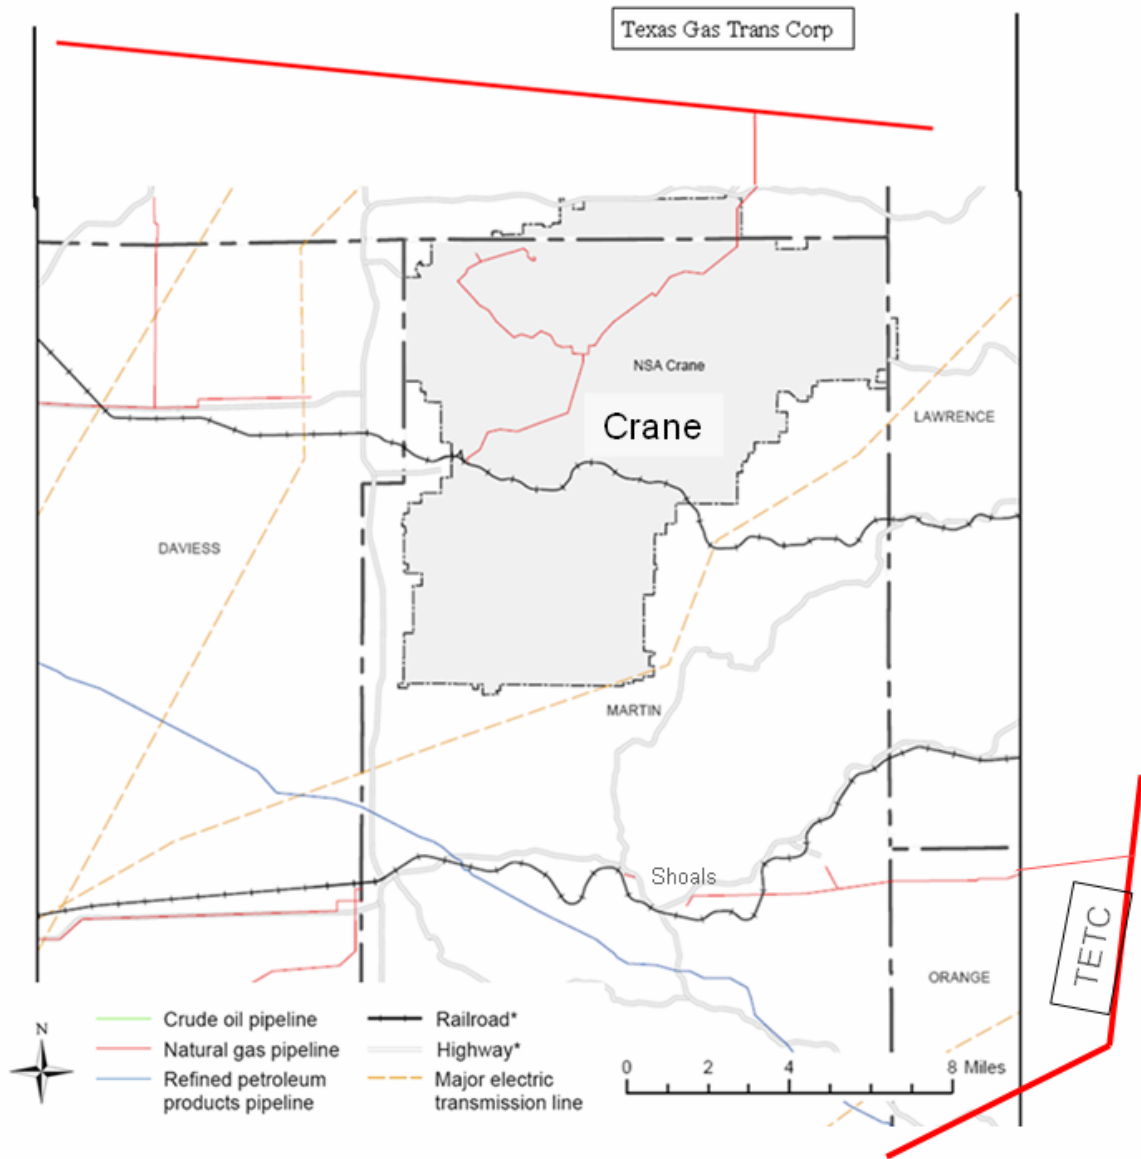 Texas Gas Trans Corp
NSA Crane
Crane
LAWRENCE
DAVIESS
MARTIN
Shoals
TETC
ORANGE
N
Crude oil pipeline
Natural gas pipeline
Refined petroleum
products pipeline
Railroad*
Highway*
Major electric
transmission line
0 2 4 8 Miles